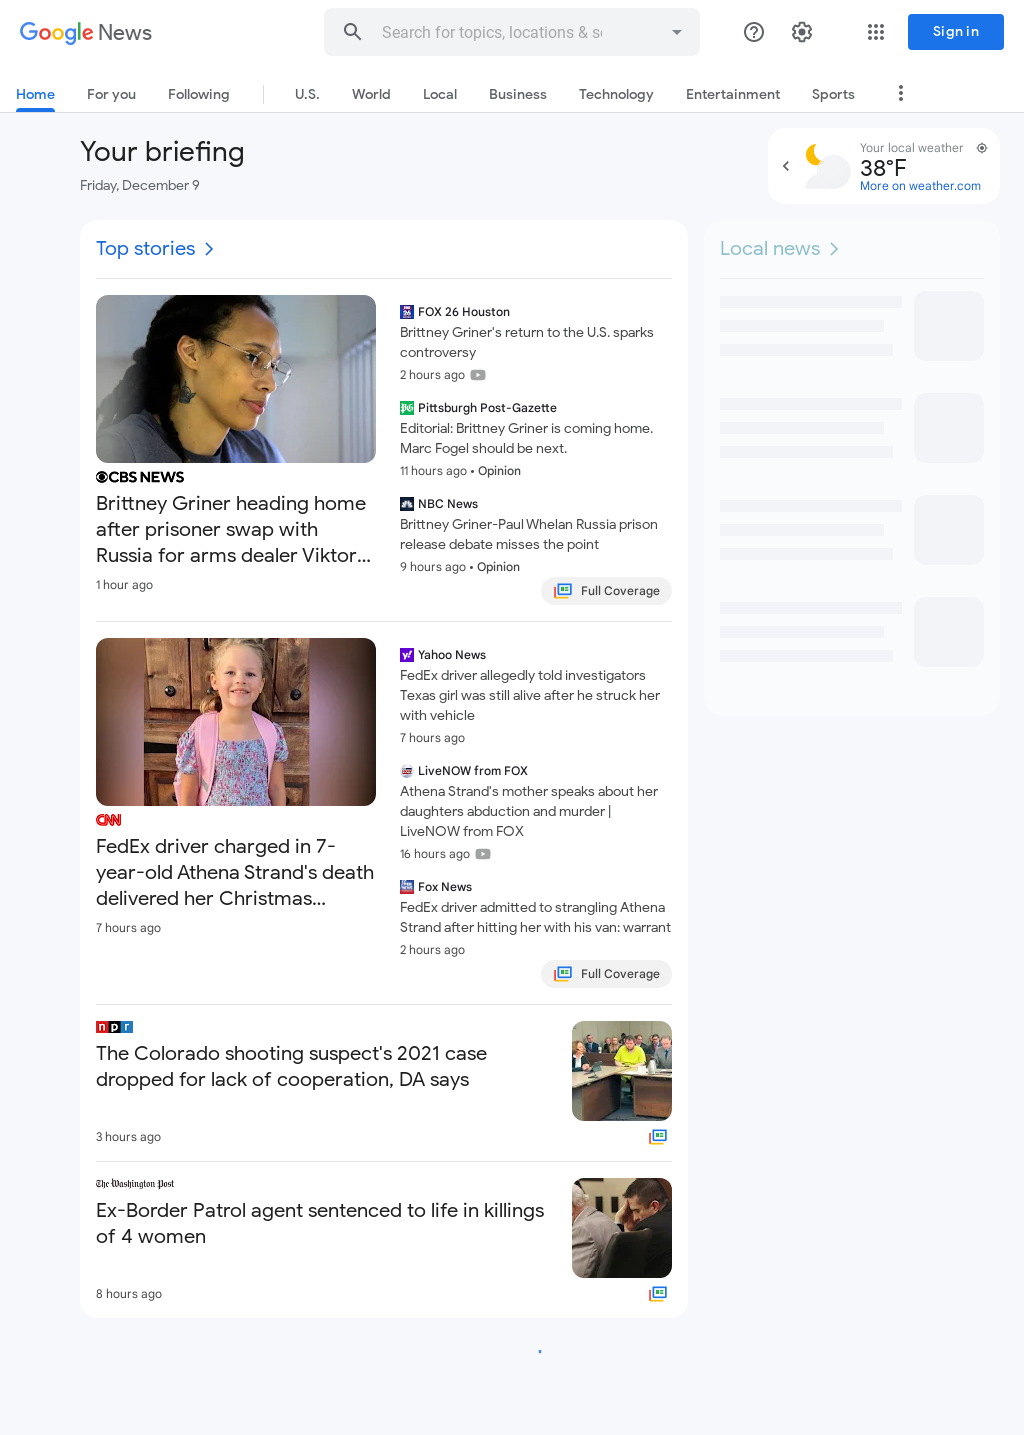 Google News
Search for topics, locations & s
Sign in
Home
For you
Following
U.S.
World
Local
Business
Technology
Entertainment
Sports
Your briefing
Friday, December 9
Your local weather
38°F
More on weather.com
Top stories
CBS NEWS
Brittney Griner heading home
after prisoner swap with
Russia for arms dealer Viktor...
1 hour ago
FOX 26 Houston
Brittney Griner's return to the U.S. sparks
controversy
2 hours ago
Pittsburgh Post-Gazette
Editorial: Brittney Griner is coming home.
Marc Fogel should be next.
11 hours ago • Opinion
NBC News
Brittney Griner-Paul Whelan Russia prison
release debate misses the point
9 hours ago • Opinion
Full Coverage
CNN
FedEx driver charged in 7-
year-old Athena Strand's death
delivered her Christmas...
7 hours ago
Yahoo News
FedEx driver allegedly told investigators
Texas girl was still alive after he struck her
with vehicle
7 hours ago
LiveNOW from FOX
Athena Strand's mother speaks about her
daughters abduction and murder |
LiveNOW from FOX
16 hours ago
Fox News
FedEx driver admitted to strangling Athena
Strand after hitting her with his van: warrant
2 hours ago
Full Coverage
npr
The Colorado shooting suspect's 2021 case
dropped for lack of cooperation, DA says
3 hours ago
The Washington Post
Ex-Border Patrol agent sentenced to life in killings
of 4 women
8 hours ago
Local news